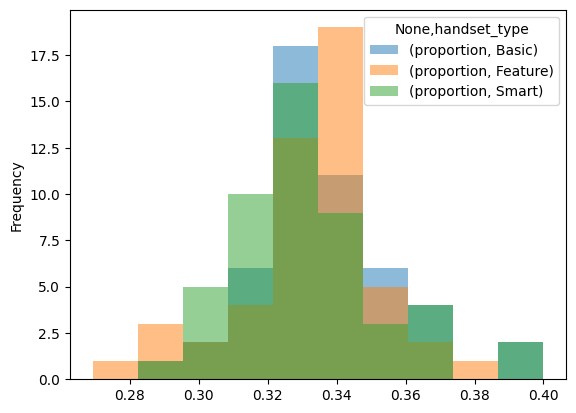 None,handset_type
(proportion, Basic)
(proportion, Feature)
(proportion, Smart)
Frequency
17.5
15.0
12.5
10.0
7.5
5.0
2.5
0.0
0.28 0.30 0.32 0.34 0.36 0.38 0.40